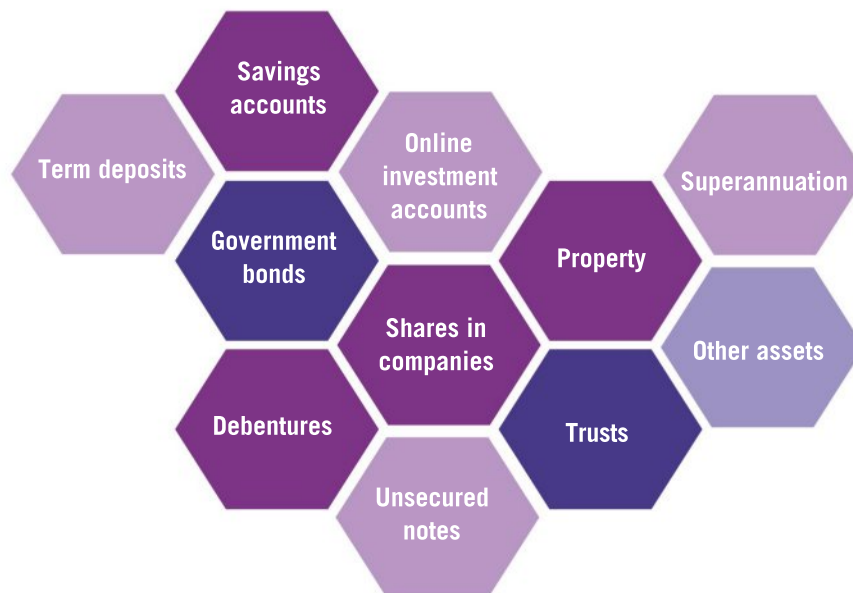 Savings
accounts
Term deposits
Online
investment
accounts
Superannuation
Government
bonds
Property
Shares in
companies
Other assets
Debentures
Trusts
Unsecured
notes